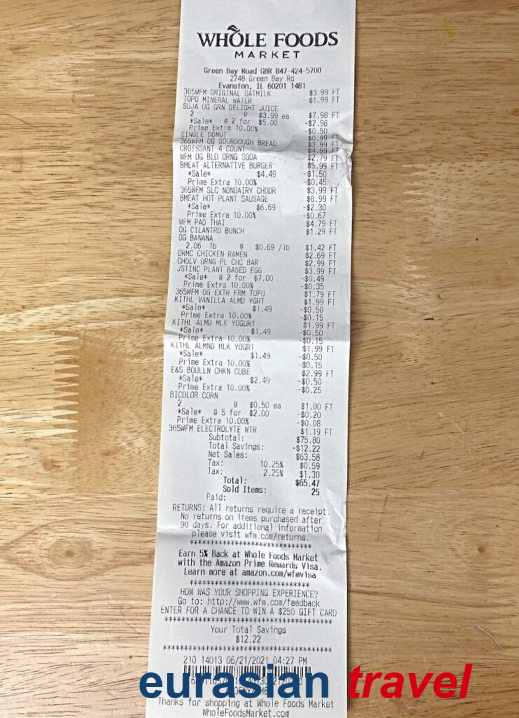 WHOLE FOODS
MARKET
Green Bay Road GBR 847-424-5700
2748 Green Bay Rd
Evanston, IL 60201 1481
365WFM ORIGINAL OATMILK $3.99 FT
TOPO MINERAL WATER $1.99 FT
SUJA OG GRN DELIGHT JUICE
2 @ $3.99 ea $7.98 FT
*Sale* @ 2 for $5.00 -$2.98
Prime Extra 10.00% -$0.50
SINGLE DONUT
365WFM OG SOURDOUGH BREAD
CROISSANT 4 COUNT
WFM OG BLD ORNG SODA $2.79 FT
BMEAT ALTERNATIVE BURGER $5.99 FT
*Sale* $4.49 -$1.50
Prime Extra 10.00% -$0.45
365WFM SLC NONDAIRY CHDDR $3.99 FT
BMEAT HOT PLANT SAUSAGE $8.99 FT
*Sale* $6.69 -$2.30
Prime Extra 10.00% -$0.67
WFM PAD THAI $4.79 FT
OG CILANTRO BUNCH $1.29 FT
OG BANANA
2.06 lb @ $0.69 /lb $1.42 FT
DRMC CHICKEN RAMEN $2.69 FT
CHOLV ORNG PL CHC BAR $2.99 FT
JSTINC PLANT BASED EGG $3.99 FT
*Sale* @ 2 for $7.00 -$0.49
Prime Extra 10.00% -$0.35
365WFM OG EXTR FRM TOFU $1.79 FT
KITHL VANILLA ALMD YGRT $1.99 FT
*Sale* $1.49 -$0.50
Prime Extra 10.00% -$0.15
KITHL ALMD MLK YOGURT $1.99 FT
*Sale* $1.49 -$0.50
Prime Extra 10.00% -$0.15
KITHL ALMND MLK YOGRT $1.99 FT
*Sale* $1.49 -$0.50
Prime Extra 10.00% -$0.15
E&S BOULLN CHKN CUBE $2.99 FT
*Sale* $2.49 -$0.50
Prime Extra 10.00% -$0.25
BICOLOR CORN
2 @ $0.50 ea $1.00 FT
*Sale* @ 5 for $2.00 -$0.20
Prime Extra 10.00% -$0.08
365WFM ELECTROLYTE WTR $1.19 FT
Subtotal: $75.80
Total Savings: -$12.22
Net Sales: $63.58
Tax: 10.25% $0.59
Tax: 2.25% $1.30
Total: $65.47
Sold Items: 25
Paid:
RETURNS: All returns require a receipt.
No returns on items purchased after
90 days. For additional information
please visit wfm.com/returns.
Earn 5% Back at Whole Foods Market
with the Amazon Prime Rewards Visa.
Learn more at amazon.com/wfmvisa
HOW WAS YOUR SHOPPING EXPERIENCE?
Go to: http://www.wfm.com/feedback
ENTER FOR A CHANCE TO WIN A $250 GIFT CARD
Your Total Savings
$12.22
210 14013 06/21/2021 04:27 PM
eurasian travel
Thanks for shopping at Whole Foods Market
WholeFoodsMarket.com